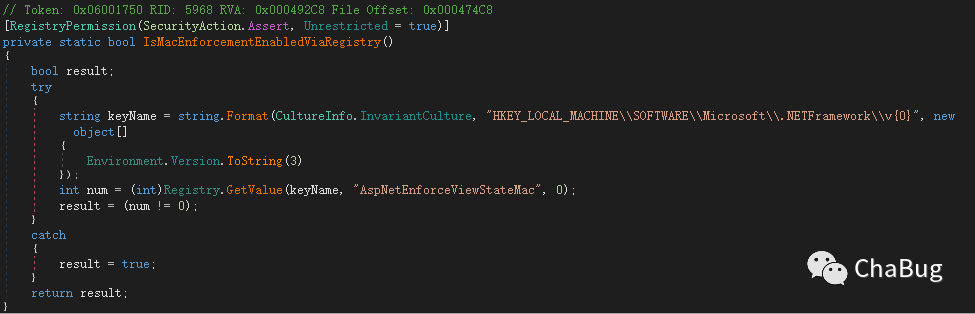 // Token: 0x06001750 RID: 5968 RVA: 0x000492C8 File Offset: 0x000474C8
[RegistryPermission(SecurityAction.Assert, Unrestricted = true)]
private static bool IsMacEnforcementEnabledViaRegistry()
{
bool result;
try
{
string keyName = string.Format(CultureInfo.InvariantCulture, "HKEY_LOCAL_MACHINE\\SOFTWARE\\Microsoft\\.NETFramework\\v{0}", new
object[]
{
Environment.Version.ToString(3)
});
int num = (int)Registry.GetValue(keyName, "AspNetEnforceViewStateMac", 0);
result = (num != 0);
}
catch
{
result = true;
}
return result;
}
ChaBug